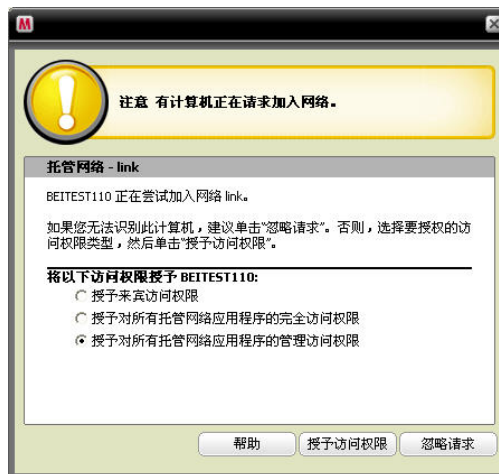 M
注意 有计算机正在请求加入网络。
托管网络 - link
BEITEST110 正在尝试加入网络 link。
如果您无法识别此计算机，建议单击“忽略请求”。否则，选择要授权的访
问权限类型，然后单击“授予访问权限”。
将以下访问权限授予 BEITEST110:
授予来宾访问权限
授予对所有托管网络应用程序的完全访问权限
授予对所有托管网络应用程序的管理访问权限
帮助
授予访问权限
忽略请求